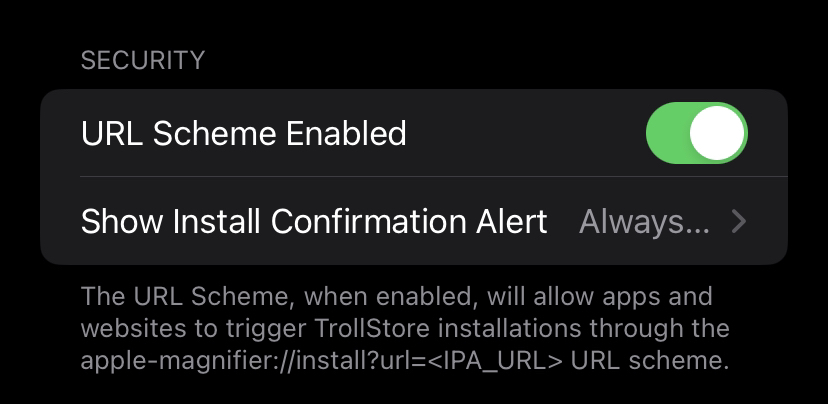 SECURITY
URL Scheme Enabled
Show Install Confirmation Alert Always...
The URL Scheme, when enabled, will allow apps and
websites to trigger TrollStore installations through the
apple-magnifier://install?url=<IPA_URL> URL scheme.